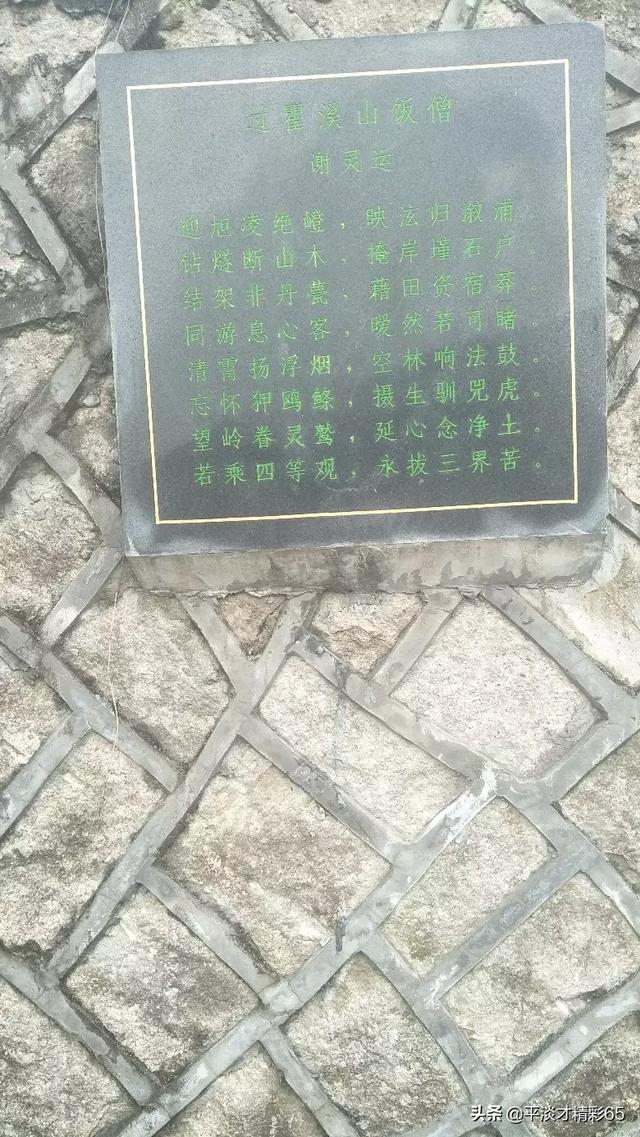 过瞿溪山饭僧
谢灵运
迎旭凌绝嶝，映泫归溆浦。
钻燧断山木，掩岸墐石户。
结架非丹甍，藉田资宿莽。
同游息心客，暧然若可睹。
清霄扬浮烟，空林响法鼓。
忘怀狎鸥鲦，摄生驯兕虎。
望岭眷灵鹫，延心念净土。
若乘四等观，永拔三界苦。
头条 @平淡才精彩65